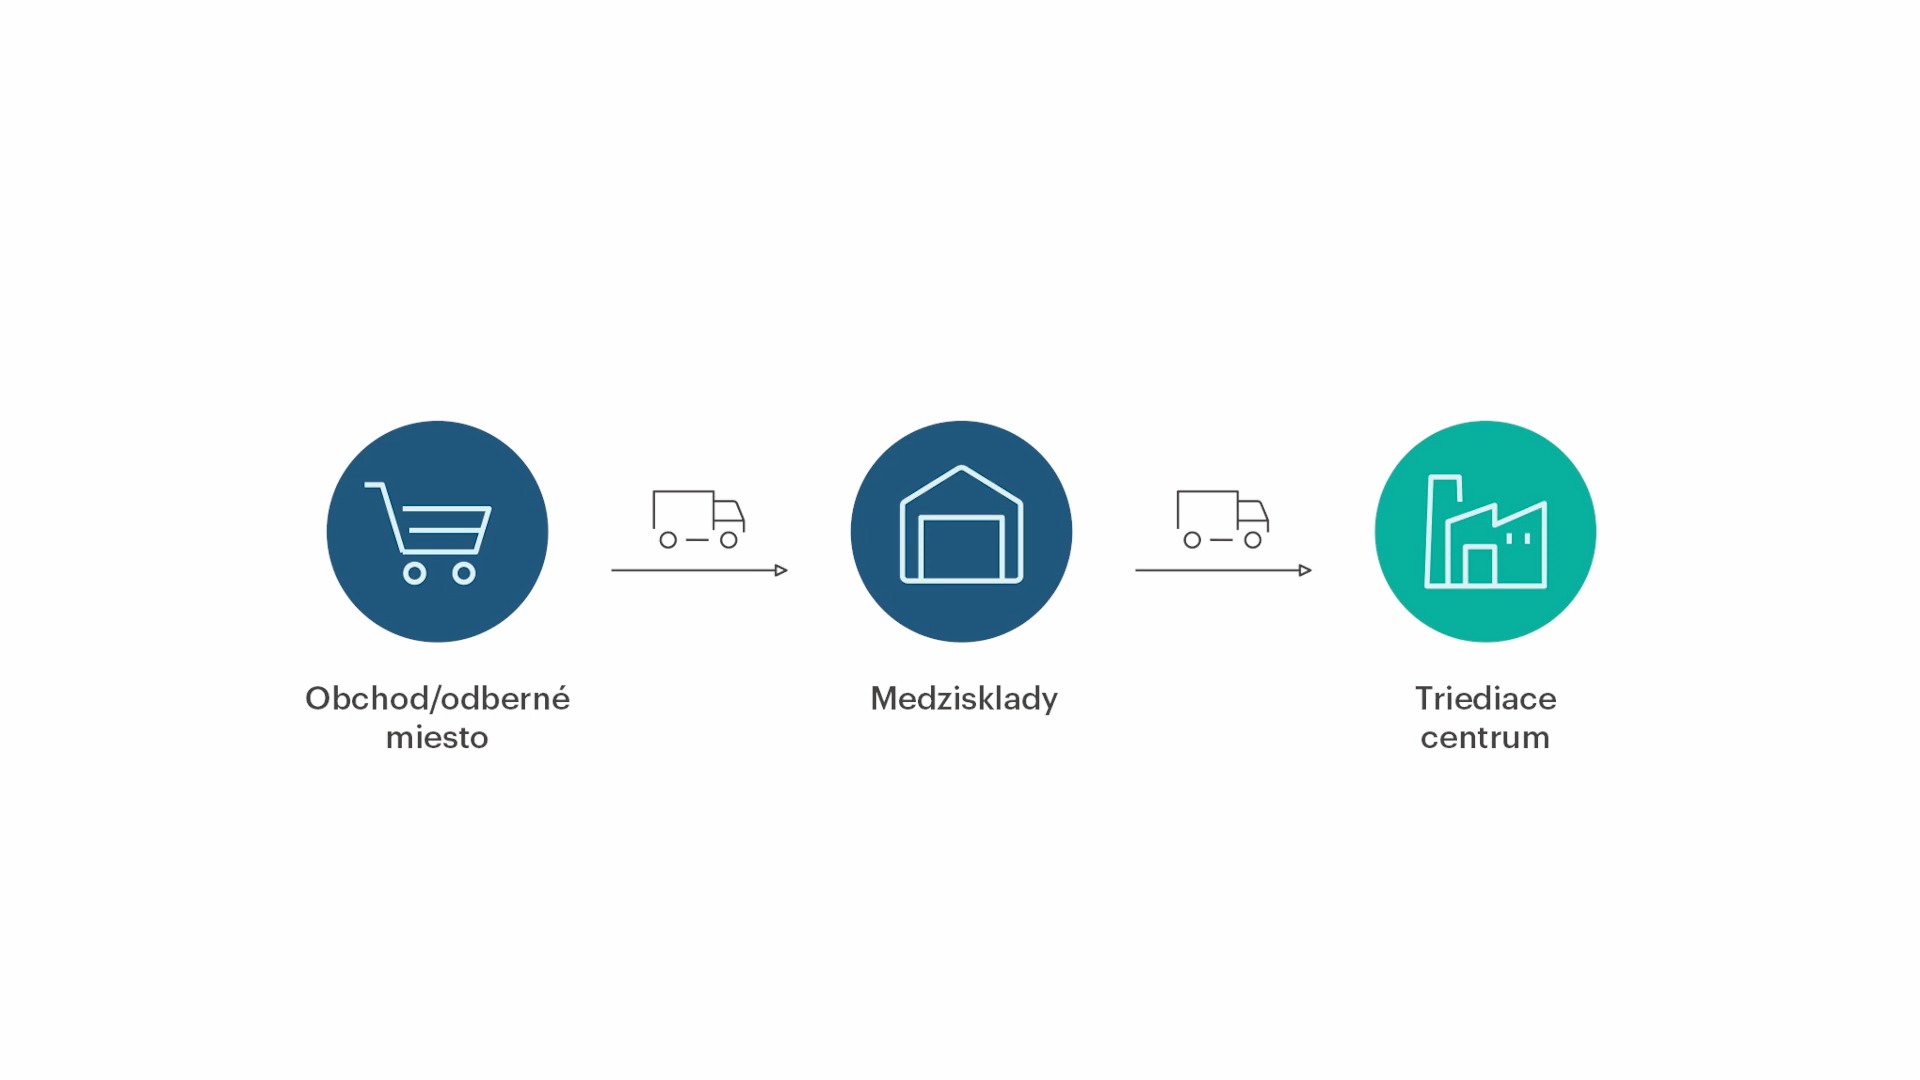 Obchod/odberné
miesto
Medzisklady
Triediace
centrum